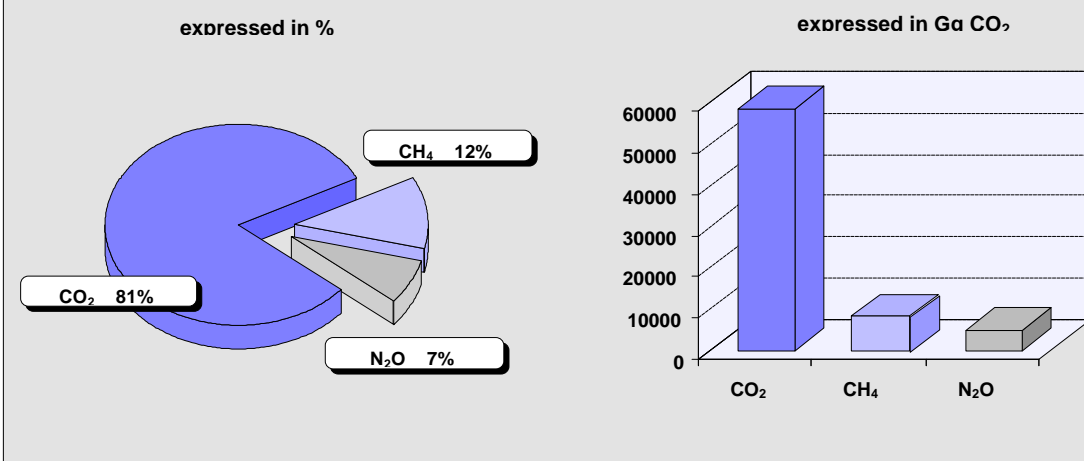 expressed in %
CH₄ 12%
CO₂ 81%
N₂O 7%
expressed in Gg CO₂
60000
50000
40000
30000
20000
10000
0
CO₂ CH₄ N₂O